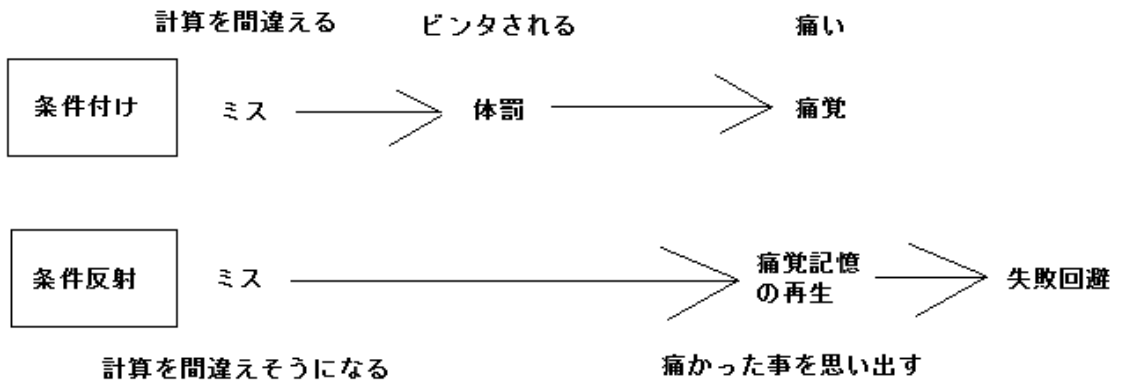 計算を間違える ビンタされる 痛い
条件付け ミス 体罰 痛覚
条件反射 ミス 痛覚記憶の再生 失敗回避
計算を間違えそうになる 痛かった事を思い出す